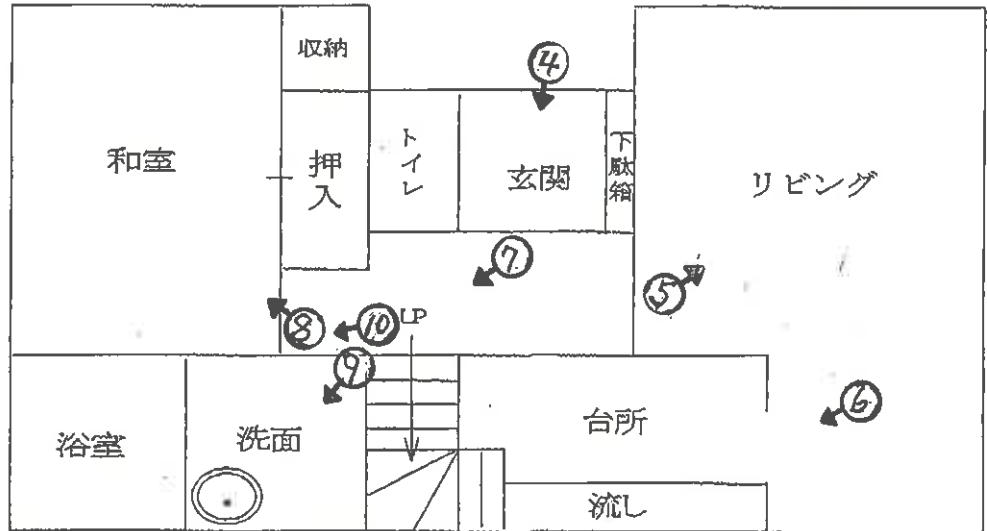 収納
④
和室
押入
トイレ
玄関
下駄箱
リビング
⑦
⑤
⑧
⑩
UP
⑨
⑥
浴室
洗面
台所
流し